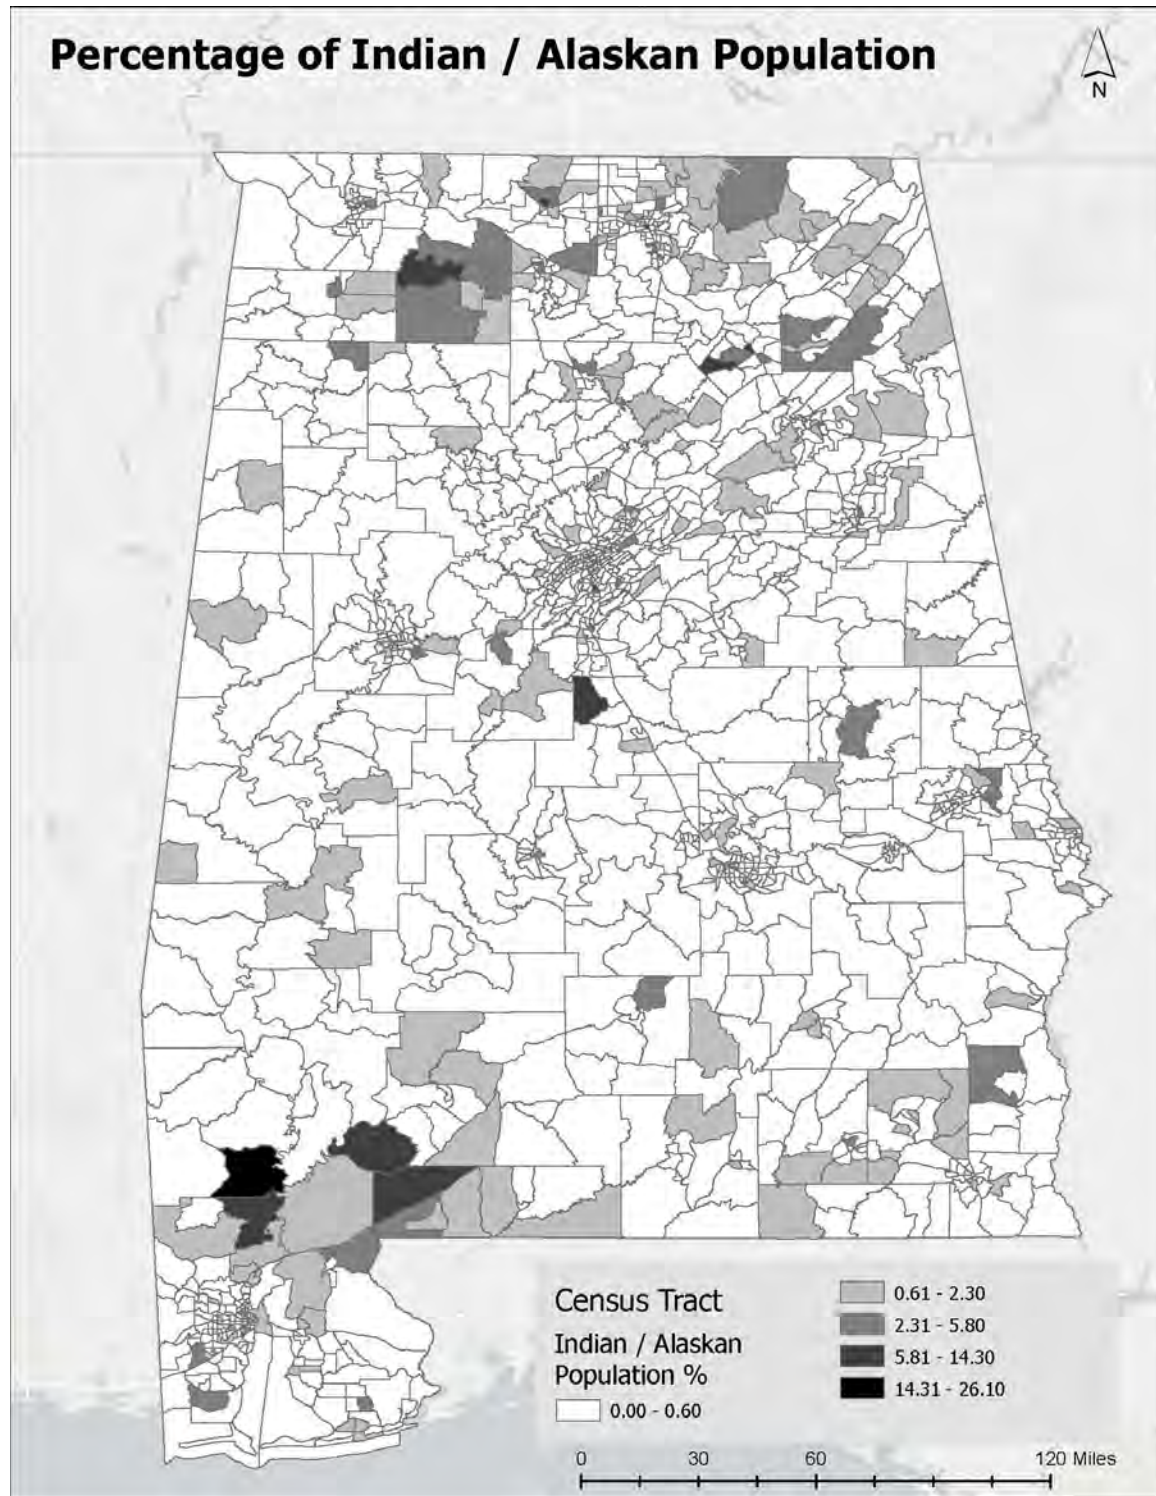 Percentage of Indian / Alaskan Population
N
Census Tract
Indian / Alaskan
Population %
0.00 - 0.60
0.61 - 2.30
2.31 - 5.80
5.81 - 14.30
14.31 - 26.10
0 30 60 120 Miles